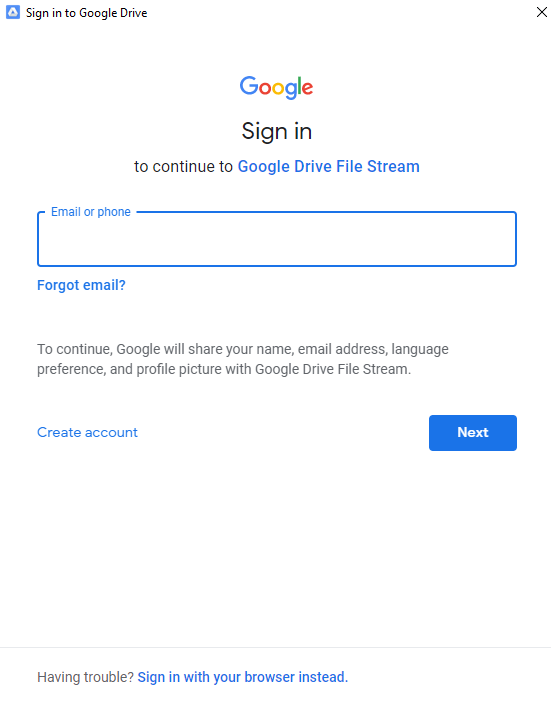 Sign in to Google Drive
Google
Sign in
to continue to Google Drive File Stream
Email or phone
Forgot email?
To continue, Google will share your name, email address, language
preference, and profile picture with Google Drive File Stream.
Create account
Next
Having trouble? Sign in with your browser instead.